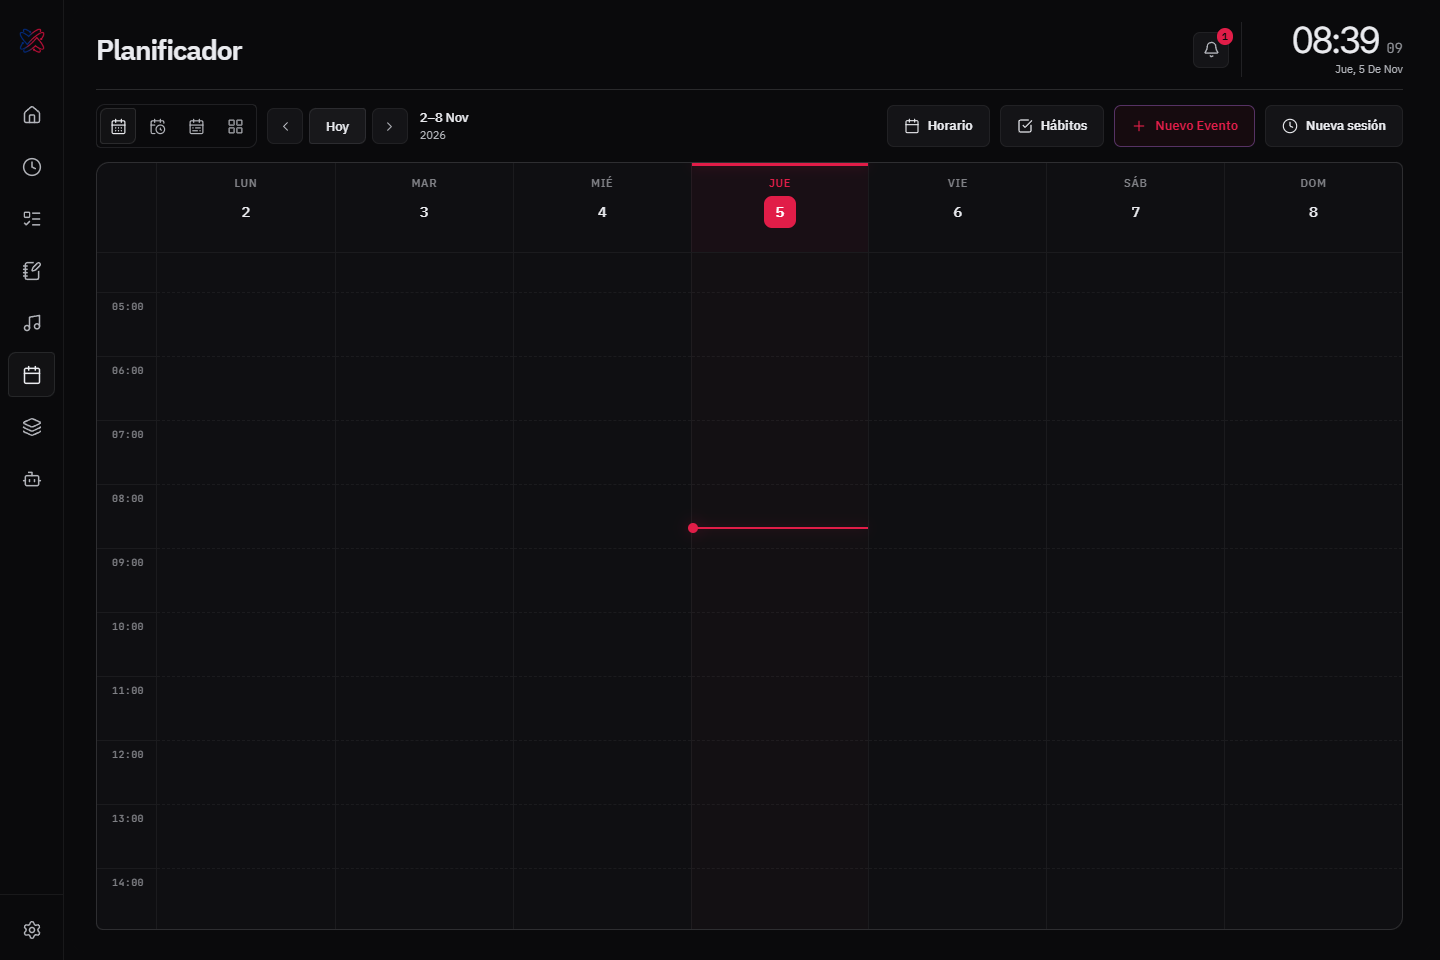 Planificador
1
08:39 09
Jue, 5 De Nov
Hoy
2–8 Nov
2026
Horario
Hábitos
Nuevo Evento
Nueva sesión
LUN
MAR
MIÉ
JUE
VIE
SÁB
DOM
2
3
4
5
6
7
8
05:00
06:00
07:00
08:00
09:00
10:00
11:00
12:00
13:00
14:00